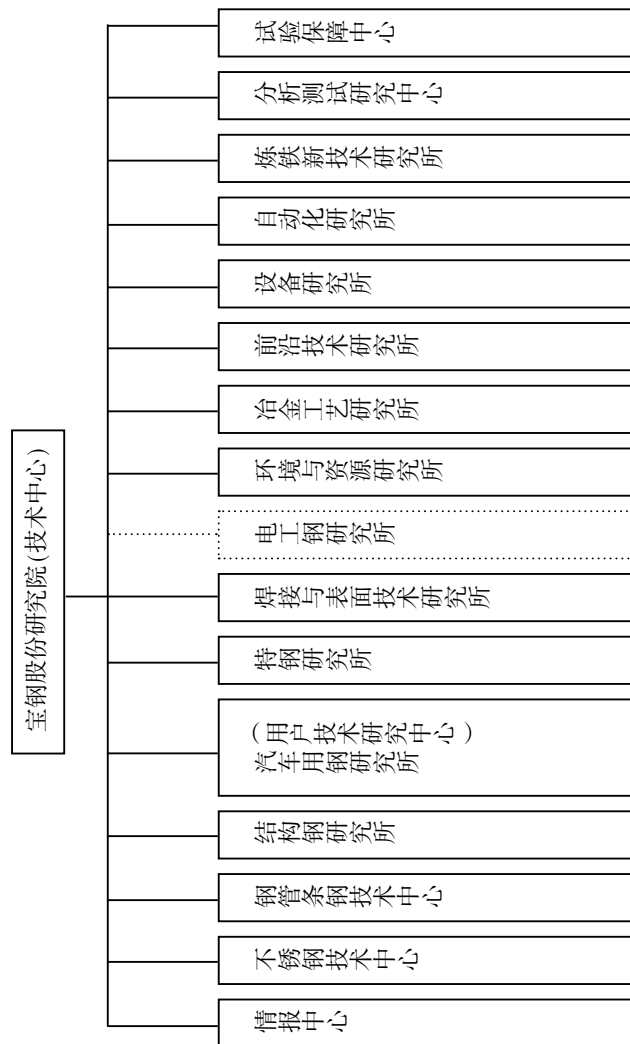 宝钢股份研究院(技术中心)
情报中心
不锈钢技术中心
钢管条钢技术中心
结构钢研究所
汽车用钢研究所
(用户技术研究中心)
特钢研究所
焊接与表面技术研究所
电工钢研究所
环境与资源研究所
冶金工艺研究所
前沿技术研究所
设备研究所
自动化研究所
炼铁新技术研究所
分析测试研究中心
试验保障中心